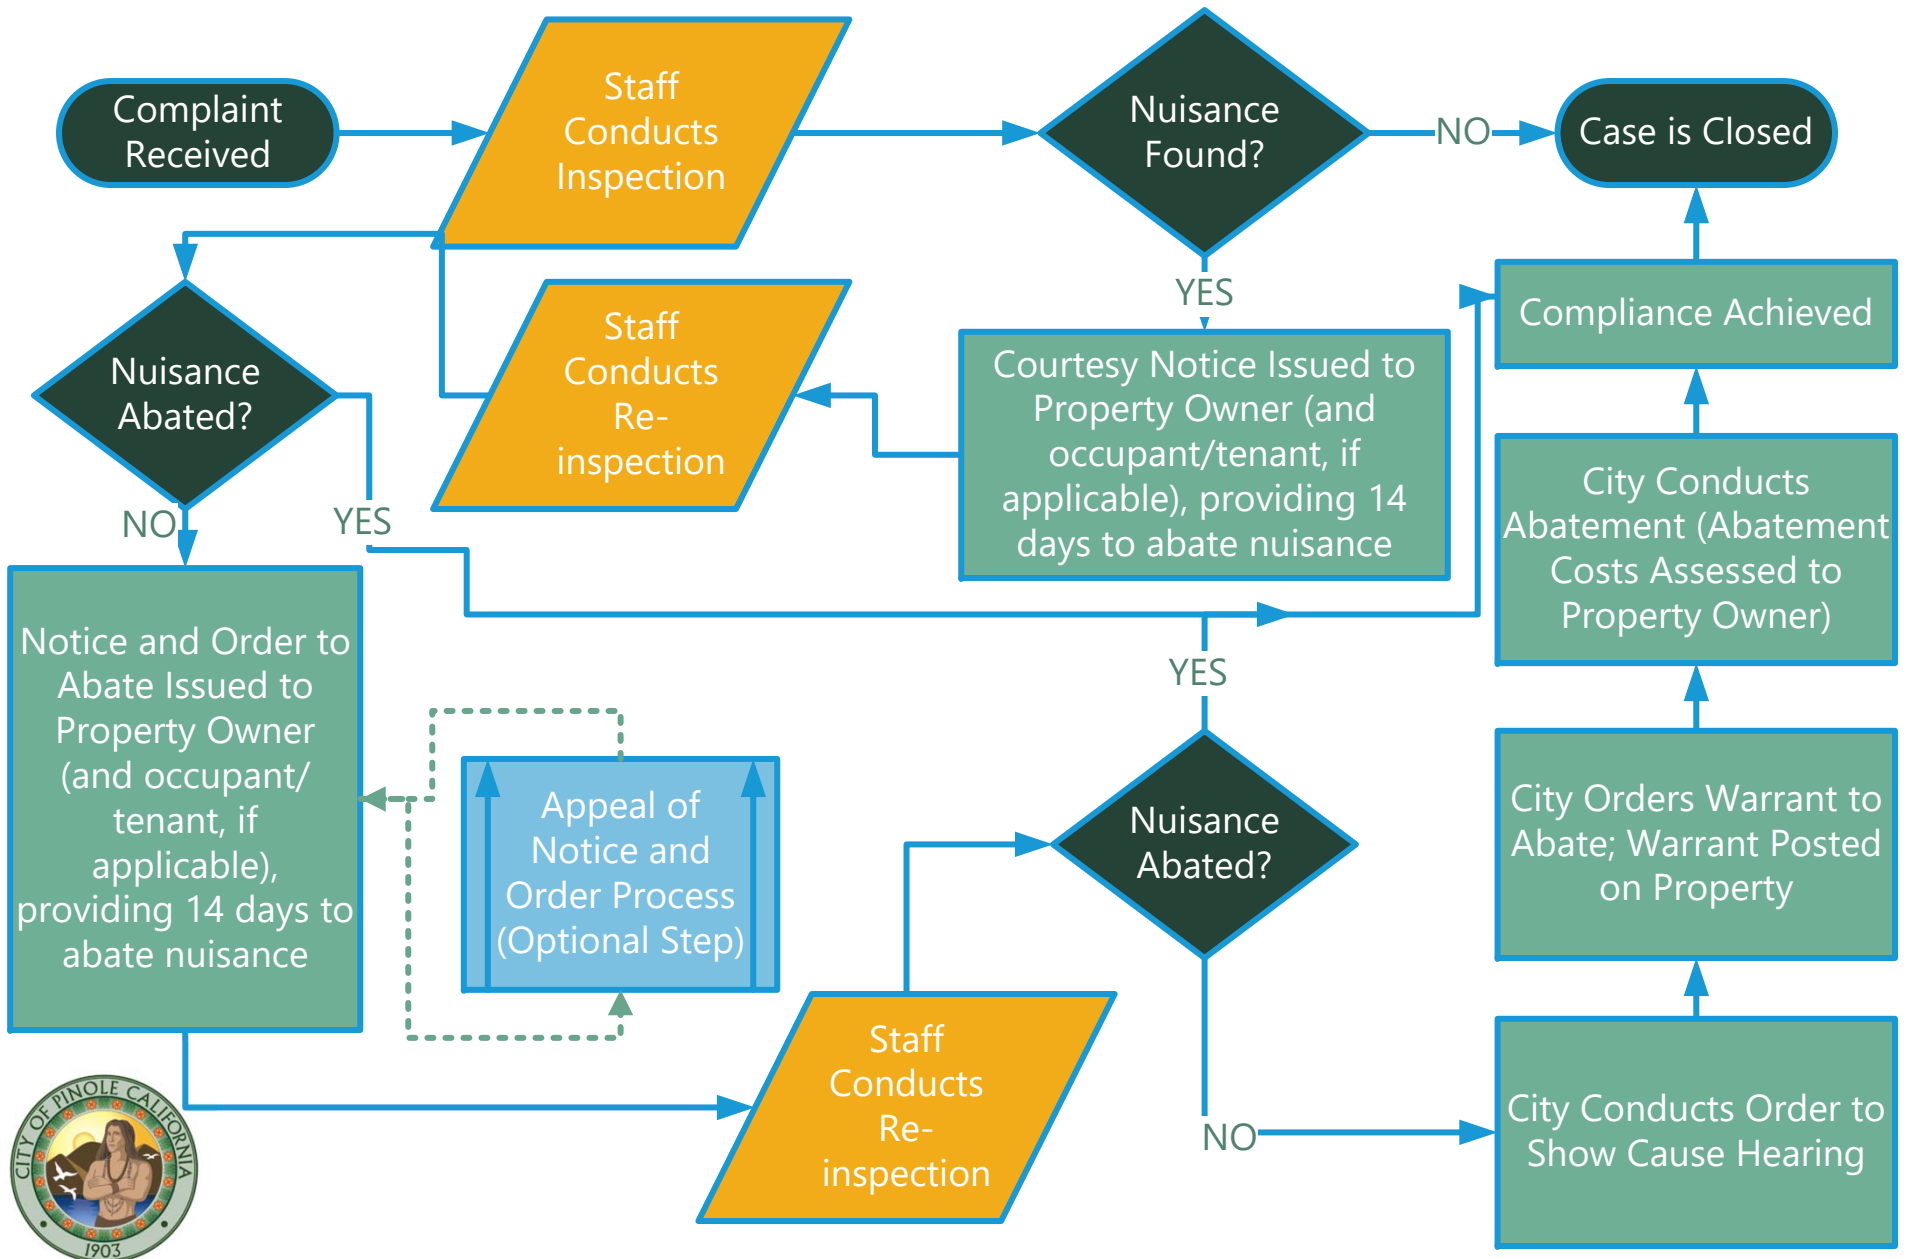 Complaint
Received
Staff
Conducts
Inspection
Nuisance
Found?
NO
Case is Closed
YES
Courtesy Notice Issued to
Property Owner (and
occupant/tenant, if
applicable), providing 14
days to abate nuisance
Staff
Conducts
Re-
inspection
Nuisance
Abated?
NO
YES
Notice and Order to
Abate Issued to
Property Owner
(and occupant/
tenant, if
applicable),
providing 14 days to
abate nuisance
Appeal of
Notice and
Order Process
(Optional Step)
Staff
Conducts
Re-
inspection
Nuisance
Abated?
YES
NO
City Conducts Order to
Show Cause Hearing
City Orders Warrant to
Abate; Warrant Posted
on Property
City Conducts
Abatement (Abatement
Costs Assessed to
Property Owner)
Compliance Achieved
CITY OF PINOLE CALIFORNIA
1903